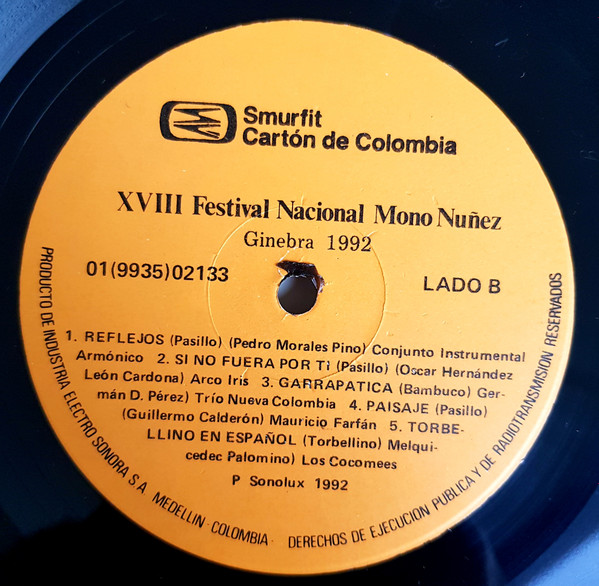 Smurfit
Cartón de Colombia
XVIII Festival Nacional Mono Nuñez
Ginebra 1992
01(9935)02133
LADO B
1. REFLEJOS (Pasillo) (Pedro Morales Pino) Conjunto Instrumental
Armónico 2. SI NO FUERA POR Ti (Pasillo) (Oscar Hernández
León Cardona) Arco Iris 3. GARRAPATICA (Bambuco) Ger-
mán D. Pérez) Trío Nueva Colombia 4. PAISAJE (Pasillo)
(Guillermo Calderón) Mauricio Farfán 5. TORBE-
LLINO EN ESPAÑOL (Torbellino) Melqui-
cedec Palomino) Los Cocomees
P Sonolux 1992
PRODUCTO DE INDUSTRIA ELECTRO SONORA S A MEDELLIN - COLOMBIA - DERECHOS DE EJECUCION PUBLICA Y DE RADIOTRANSMISION RESERVADOS